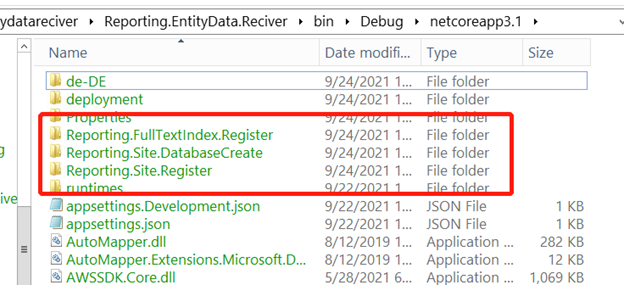 ydatareciver › Reporting.EntityData.Reciver › bin › Debug › netcoreapp3.1 ›
Name Date modifi... Type Size
de-DE 9/24/2021 1... File folder
deployment 9/24/2021 1... File folder
Properties 9/24/2021 1... File folder
Reporting.FullTextIndex.Register 9/24/2021 1... File folder
Reporting.Site.DatabaseCreate 9/24/2021 1... File folder
Reporting.Site.Register 9/24/2021 1... File folder
runtimes 9/22/2021 1... File folder
appsettings.Development.json 9/22/2021 1... JSON File 1 KB
appsettings.json 9/22/2021 1... JSON File 1 KB
AutoMapper.dll 8/12/2019 1... Application ... 282 KB
AutoMapper.Extensions.Microsoft.D... 8/12/2019 1... Application ... 12 KB
AWSSDK.Core.dll 5/28/2021 6... Application ... 1,069 KB
g
ive